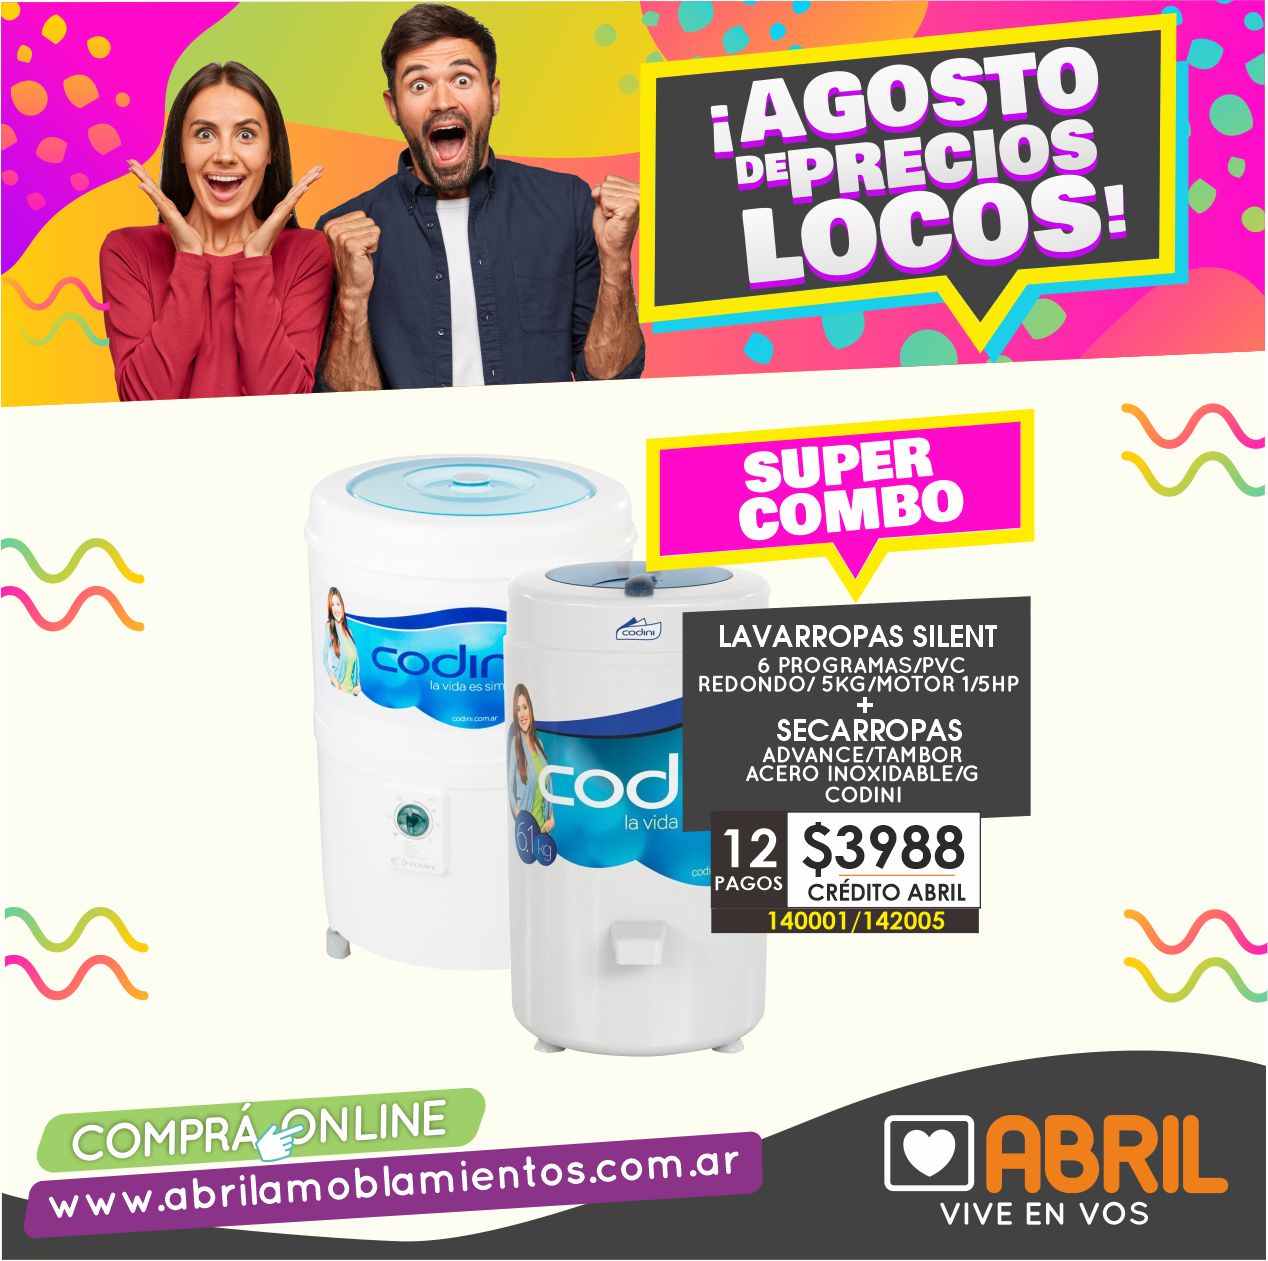 ¡AGOSTO
DE PRECIOS
LOCOS!
SUPER
COMBO
codin
la vida es sim
codini.com.ar
codini
codini
cod
la vida
6.1 kg
codi
LAVARROPAS SILENT
6 PROGRAMAS/PVC
REDONDO/ 5KG/MOTOR 1/5HP
+
SECARROPAS
ADVANCE/TAMBOR
ACERO INOXIDABLE/G
CODINI
12
PAGOS
$3988
CRÉDITO ABRIL
140001/142005
COMPRÁ ONLINE
www.abrilamoblamientos.com.ar
ABRIL
VIVE EN VOS